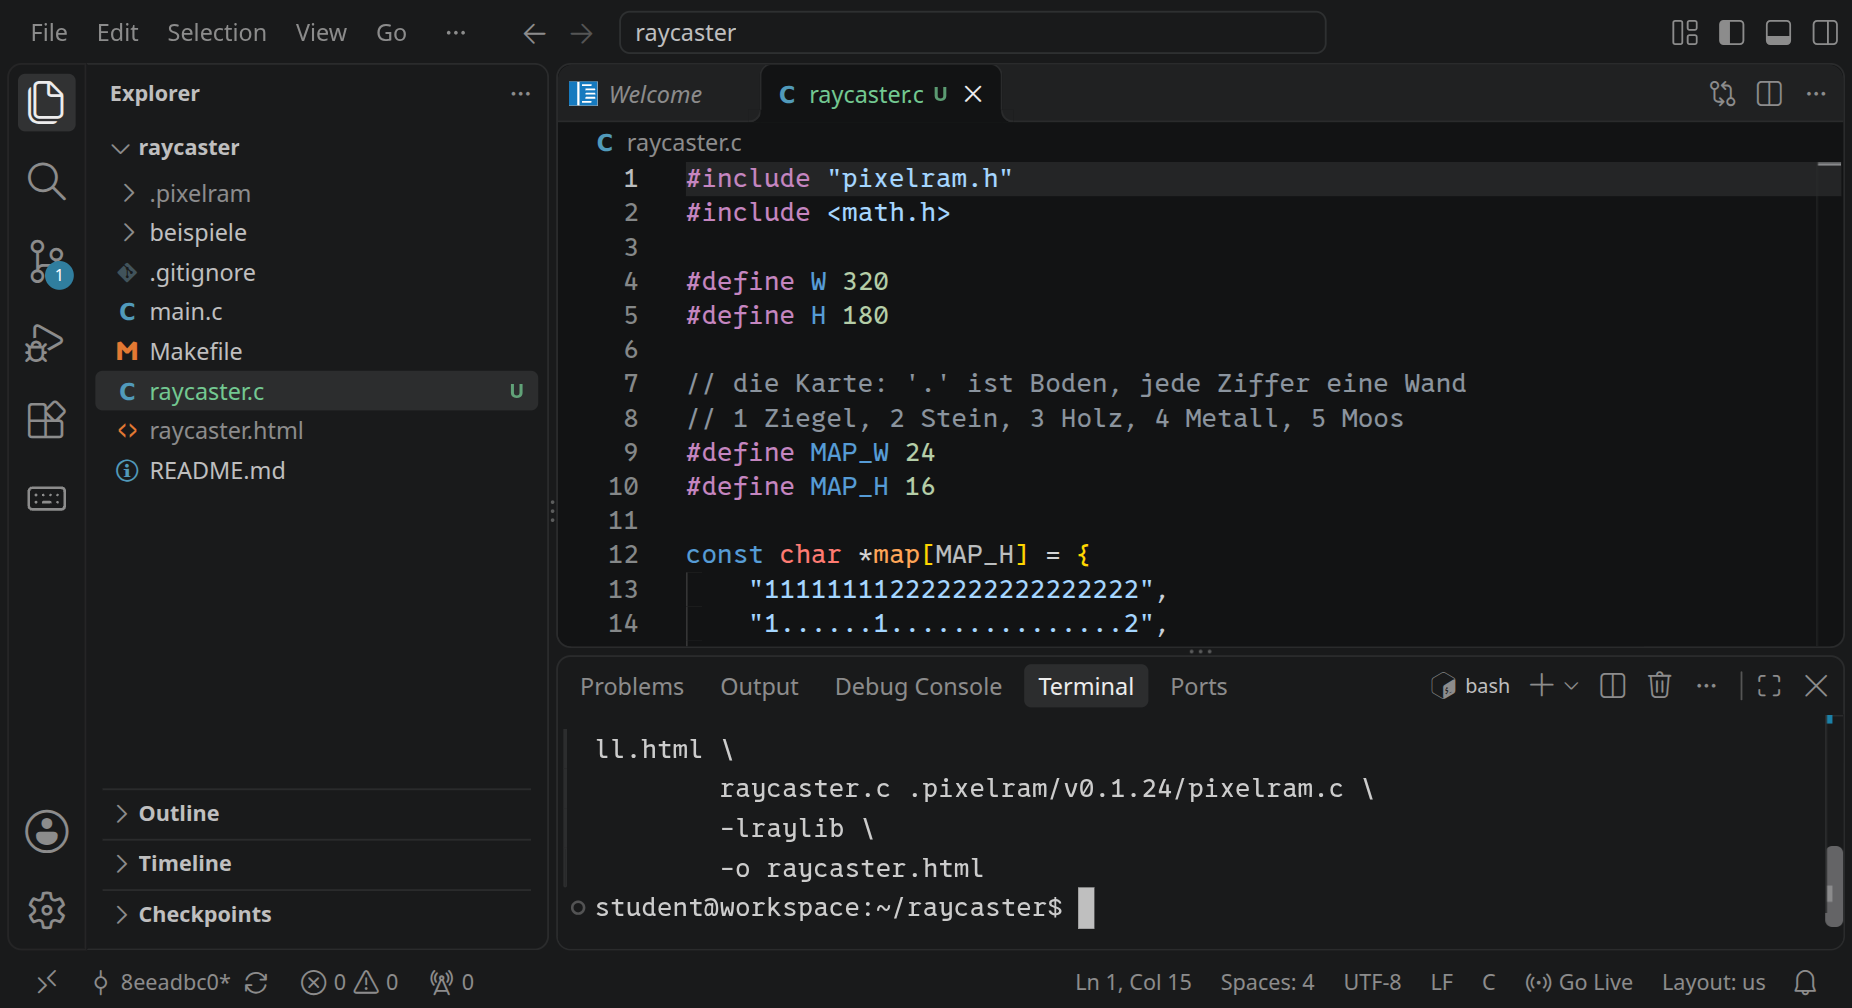 File Edit Selection View Go ···
raycaster
Explorer
raycaster
.pixelram
beispiele
.gitignore
main.c
Makefile
raycaster.c U
raycaster.html
README.md
Outline
Timeline
Checkpoints
1
Welcome
C raycaster.c U
C raycaster.c
1 #include "pixelram.h"
2 #include <math.h>
3
4 #define W 320
5 #define H 180
6
7 // die Karte: '.' ist Boden, jede Ziffer eine Wand
8 // 1 Ziegel, 2 Stein, 3 Holz, 4 Metall, 5 Moos
9 #define MAP_W 24
10 #define MAP_H 16
11
12 const char *map[MAP_H] = {
13 "111111112222222222222222",
14 "1......1...............2",
Problems Output Debug Console Terminal Ports
bash
ll.html \
raycaster.c .pixelram/v0.1.24/pixelram.c \
-lraylib \
-o raycaster.html
student@workspace:~/raycaster$
8eeadbc0* 0 0 0
Ln 1, Col 15 Spaces: 4 UTF-8 LF C Go Live Layout: us